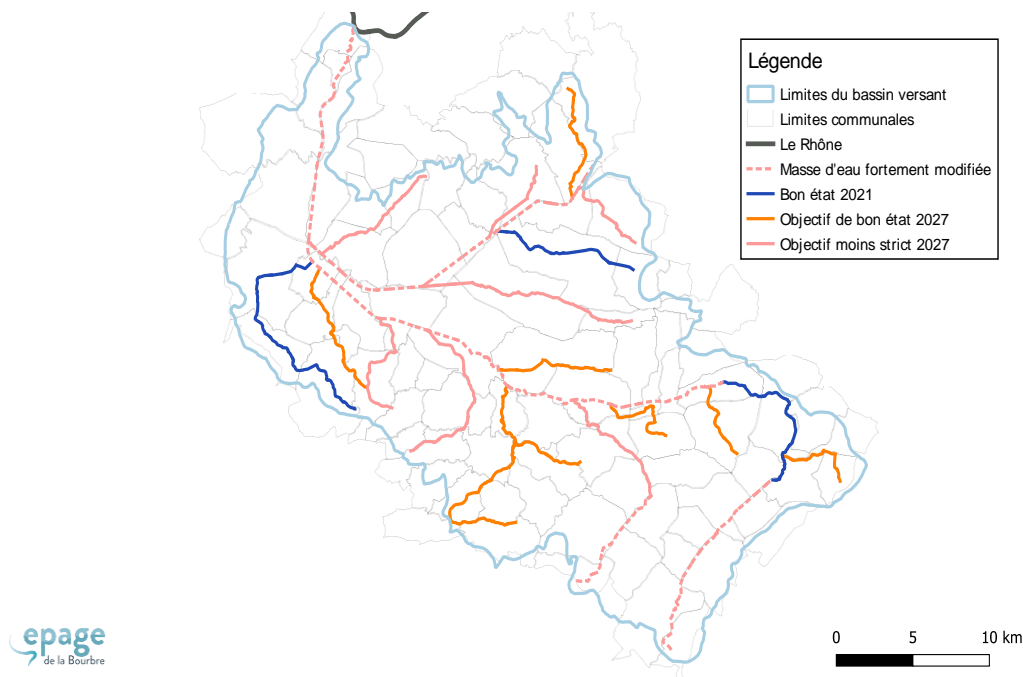 Légende
Limites du bassin versant
Limites communales
Le Rhône
Masse d'eau fortement modifiée
Bon état 2021
Objectif de bon état 2027
Objectif moins strict 2027
epage
de la Bourbre
0 5 10 km